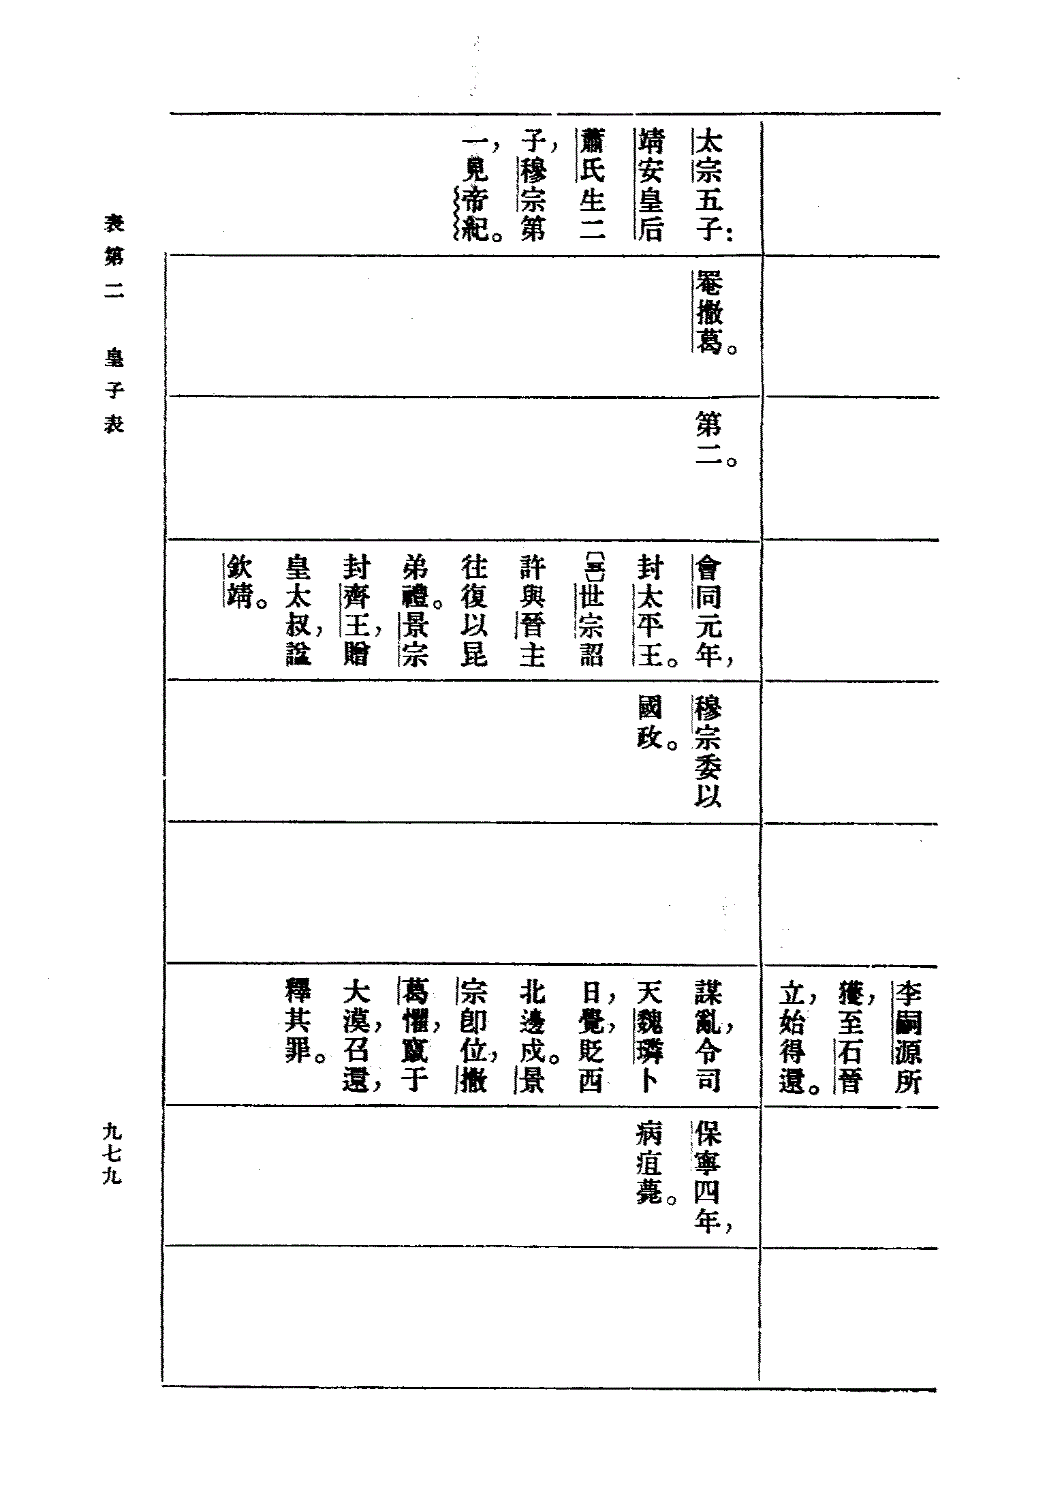 李嗣源所
獲，至石晉
立，始得還。
太宗五子：
靖安皇后
蕭氏生二
子，穆宗第
一，見帝紀。
罨撒葛。
第二。
會同元年，
封太平王。
世宗詔
許與晉主
往復以昆
弟禮。景宗
封齊王，贈
皇太叔，諡
欽靖。
穆宗委以
國政。
謀亂，令司
天魏璘卜
日，覺，貶西
北邊戍。景
宗卽位，撒
葛懼，竄于
大漠，召還，
釋其罪。
保寧四年，
病疽薨。
表第二　皇子表
九七九